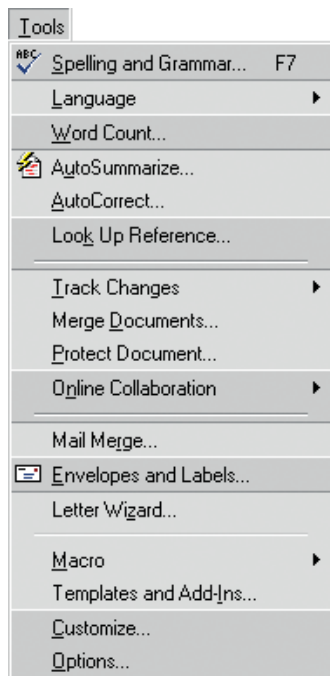 Tools
ABC
Spelling and Grammar... F7
Language
Word Count...
AutoSummarize...
AutoCorrect...
Look Up Reference...
Track Changes
Merge Documents...
Protect Document...
Online Collaboration
Mail Merge...
Envelopes and Labels...
Letter Wizard...
Macro
Templates and Add-Ins...
Customize...
Options...